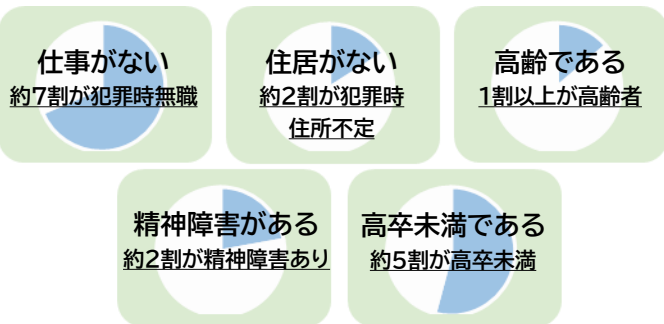 仕事がない
約7割が犯罪時無職
住居がない
約2割が犯罪時
住所不定
高齢である
1割以上が高齢者
精神障害がある
約2割が精神障害あり
高卒未満である
約5割が高卒未満